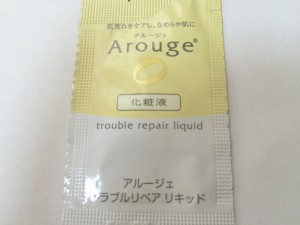 肌荒れをケアし、なめらか肌に
アルージェ
Arouge®
化粧液
trouble repair liquid
アルージェ
トラブルリペア リキッド